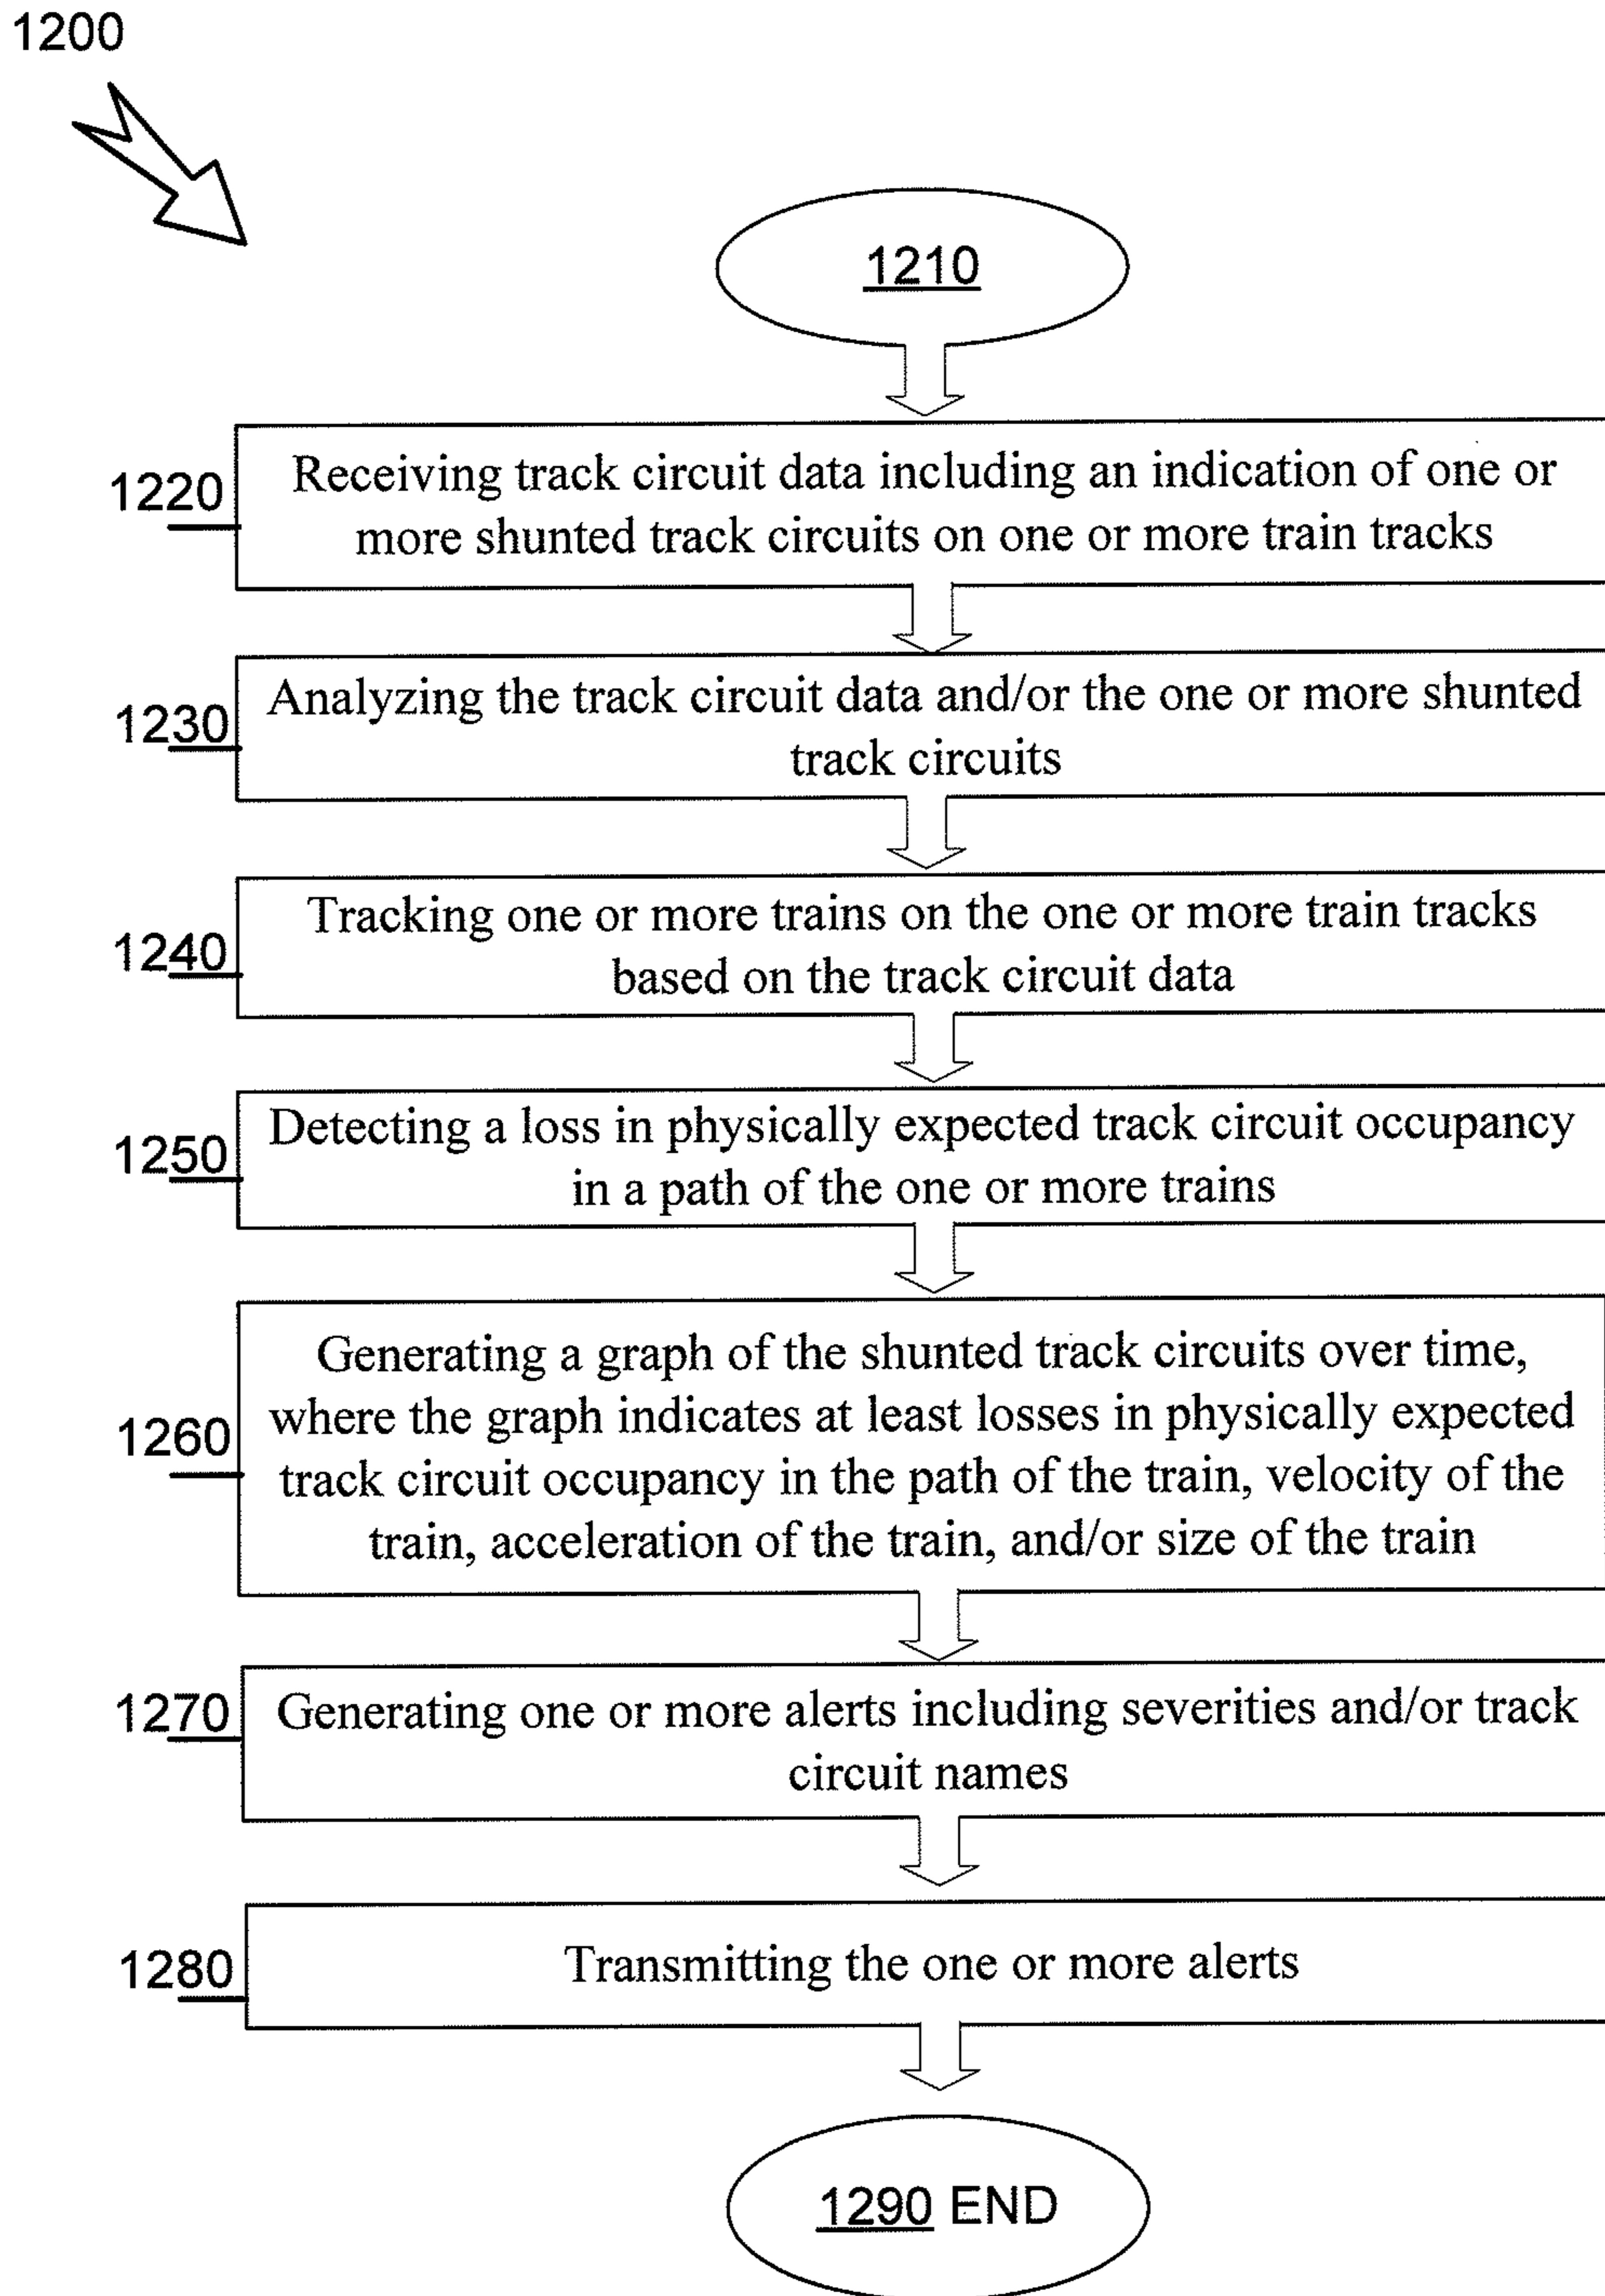 1200
1210
1220
Receiving track circuit data including an indication of one or
more shunted track circuits on one or more train tracks
1230
Analyzing the track circuit data and/or the one or more shunted
track circuits
1240
Tracking one or more trains on the one or more train tracks
based on the track circuit data
1250
Detecting a loss in physically expected track circuit occupancy
in a path of the one or more trains
1260
Generating a graph of the shunted track circuits over time,
where the graph indicates at least losses in physically expected
track circuit occupancy in the path of the train, velocity of the
train, acceleration of the train, and/or size of the train
1270
Generating one or more alerts including severities and/or track
circuit names
1280
Transmitting the one or more alerts
1290 END